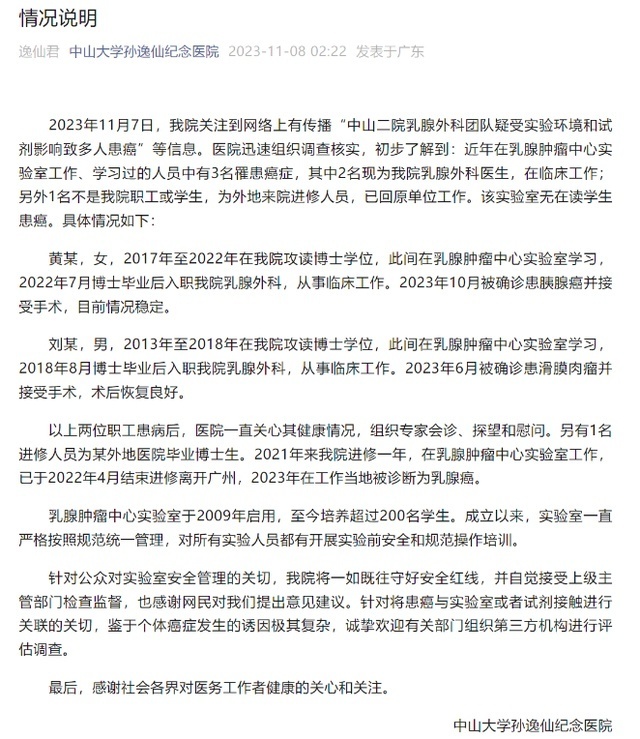 情况说明
逸仙君 中山大学孙逸仙纪念医院 2023-11-08 02:22 发表于广东
2023年11月7日，我院关注到网络上有传播“中山二院乳腺外科团队疑受实验环境和试
剂影响致多人患癌”等信息。医院迅速组织调查核实，初步了解到：近年在乳腺肿瘤中心实
验室工作、学习过的人员中有3名罹患癌症，其中2名现为我院乳腺外科医生，在临床工作；
另外1名不是我院职工或学生，为外地来院进修人员，已回原单位工作。该实验室无在读学生
患癌。具体情况如下：
黄某，女，2017年至2022年在我院攻读博士学位，此间在乳腺肿瘤中心实验室学习，
2022年7月博士毕业后入职我院乳腺外科，从事临床工作。2023年10月被确诊患胰腺癌并接
受手术，目前情况稳定。
刘某，男，2013年至2018年在我院攻读博士学位，此间在乳腺肿瘤中心实验室学习，
2018年8月博士毕业后入职我院乳腺外科，从事临床工作。2023年6月被确诊患滑膜肉瘤并
接受手术，术后恢复良好。
以上两位职工患病后，医院一直关心其健康情况，组织专家会诊、探望和慰问。另有1名
进修人员为某外地医院毕业博士生。2021年来我院进修一年，在乳腺肿瘤中心实验室工作，
已于2022年4月结束进修离开广州，2023年在工作当地被诊断为乳腺癌。
乳腺肿瘤中心实验室于2009年启用，至今培养超过200名学生。成立以来，实验室一直
严格按照规范统一管理，对所有实验人员都有开展实验前安全和规范操作培训。
针对公众对实验室安全管理的关切，我院将一如既往守好安全红线，并自觉接受上级主
管部门检查监督，也感谢网民对我们提出意见建议。针对将患癌与实验室或者试剂接触进行
关联的关切，鉴于个体癌症发生的诱因极其复杂，诚挚欢迎有关部门组织第三方机构进行评
估调查。
最后，感谢社会各界对医务工作者健康的关心和关注。
中山大学孙逸仙纪念医院